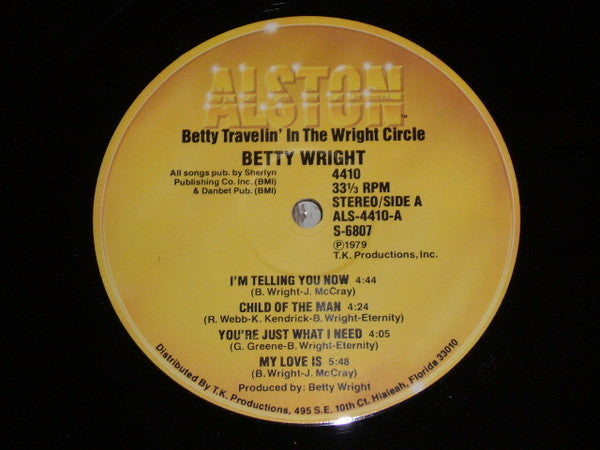 ALSTON
Betty Travelin' In The Wright Circle
BETTY WRIGHT
All songs pub. by Sherlyn
Publishing Co. Inc. (BMI)
& Danbet Pub. (BMI)
4410
33⅓ RPM
STEREO/SIDE A
ALS-4410-A
S-6807
Ⓟ1979
T.K. Productions, Inc.
I'M TELLING YOU NOW 4:44
(B. Wright-J. McCray)
CHILD OF THE MAN 4:24
(R. Webb-K. Kendrick-B. Wright-Eternity)
YOU'RE JUST WHAT I NEED 4:05
(G. Greene-B. Wright-Eternity)
MY LOVE IS 5:48
(B. Wright-J. McCray)
Produced by: Betty Wright
Distributed By T.K. Productions, 495 S.E. 10th Ct. Hialeah, Florida 33010